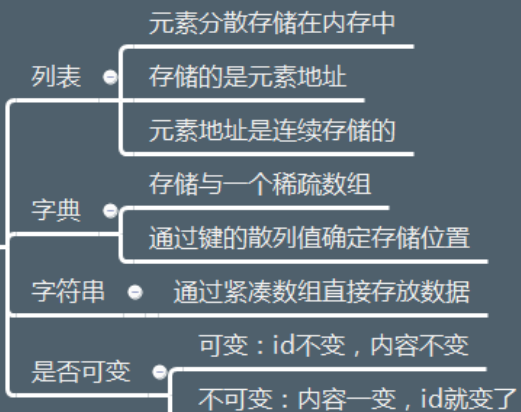 元素分散存储在内存中
列表
存储的是元素地址
元素地址是连续存储的
存储与一个稀疏数组
字典
通过键的散列值确定存储位置
字符串
通过紧凑数组直接存放数据
可变：id不变，内容不变
是否可变
不可变：内容一变，id就变了